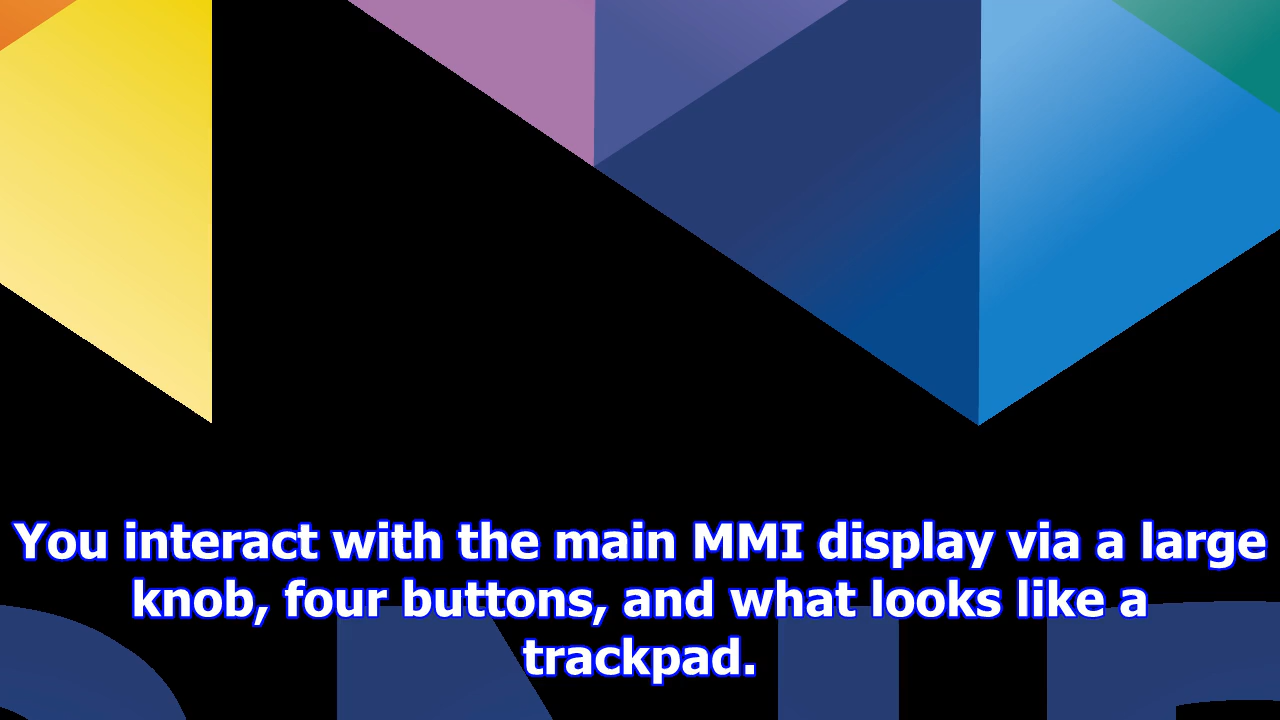 You interact with the main MMI display via a large
knob, four buttons, and what looks like a
trackpad.